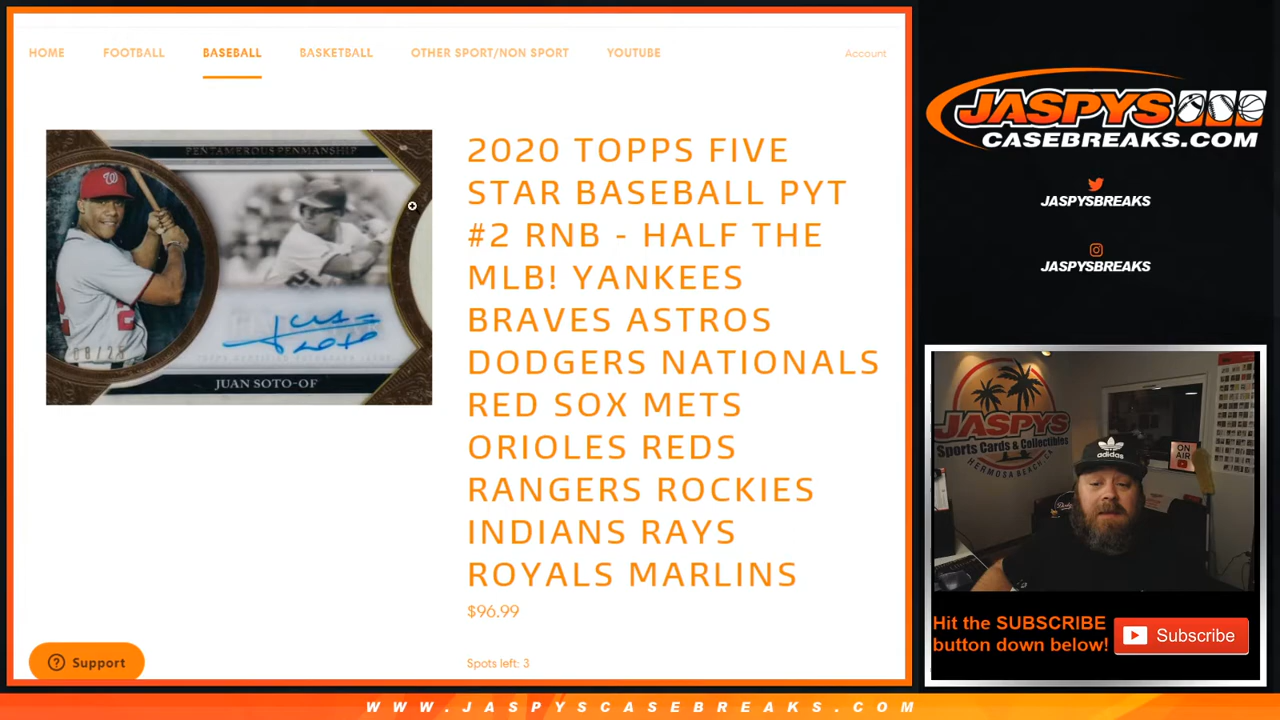 HOME FOOTBALL BASEBALL BASKETBALL OTHER SPORT/NON SPORT YOUTUBE Account
PENTAMEROUS PENMANSHIP
JUAN SOTO-OF
2020 TOPPS FIVE
STAR BASEBALL PYT
#2 RNB - HALF THE
MLB! YANKEES
BRAVES ASTROS
DODGERS NATIONALS
RED SOX METS
ORIOLES REDS
RANGERS ROCKIES
INDIANS RAYS
ROYALS MARLINS
$96.99
Spots left: 3
Support
JASPYS
CASEBREAKS.COM
JASPYSBREAKS
JASPYSBREAKS
JASPYS
Sports Cards & Collectibles
HERMOSA BEACH, CA
ON
AIR
adidas
Hit the SUBSCRIBE
button down below!
Subscribe
WWW.JASPYSCASEBREAKS.COM